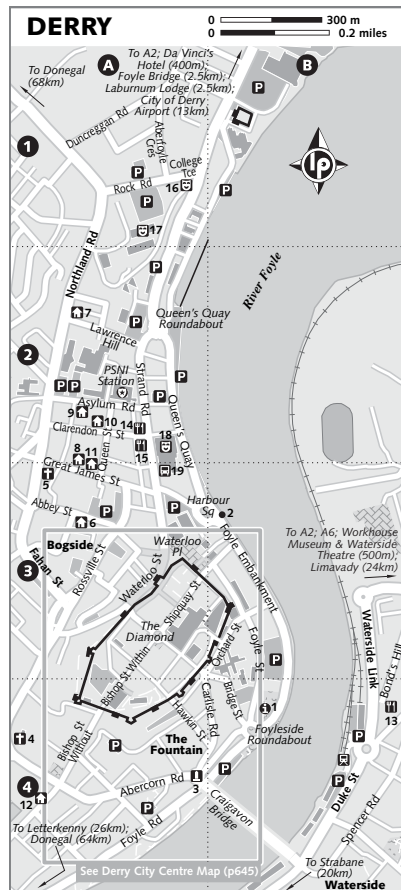 DERRY
0 300 m
0 0.2 miles
A
B
To A2; Da Vinci's
Hotel (400m);
Foyle Bridge (2.5km);
Laburnum Lodge (2.5km);
City of Derry
Airport (13km)
To Donegal
(68km)
P
Duncreggan Rd
Aberfoyle
Cres
1
lp
College
Tce
P
Rock Rd
16
P
P
17
P
Northland Rd
River Foyle
Queen's Quay
Roundabout
7
P
Lawrence
Hill
2
PSNI
Station
Strand Rd
P
P P
Asylum Rd
9
10
14
P
Queen's Quay
Clarendon St
18
15
8
11
Queen St
19
Great James St
5
P
Abbey St
P
Harbour
Sq
2
6
Waterloo
Pl
To A2; A6; Workhouse
Museum & Waterside
Theatre (500m);
Limavady (24km)
Bogside
3
Fahan St
Rossville St
Waterloo St
Shipquay St
Foyle Embankment
The
Diamond
Orchard St
Foyle St
Waterside
Link
Bond's Hill
Bishop St Within
P
Bridge St
Carlisle Rd
1
13
Hawkin St
Foyleside
Roundabout
4
Bishop St
Without
P
The
Fountain
P
P
4
Abercorn Rd
3
12
P
P
Duke St
Foyle Rd
Craigavon
Bridge
Spencer Rd
To Letterkenny (26km);
Donegal (64km)
To Strabane
(20km)
See Derry City Centre Map (p645)
Waterside